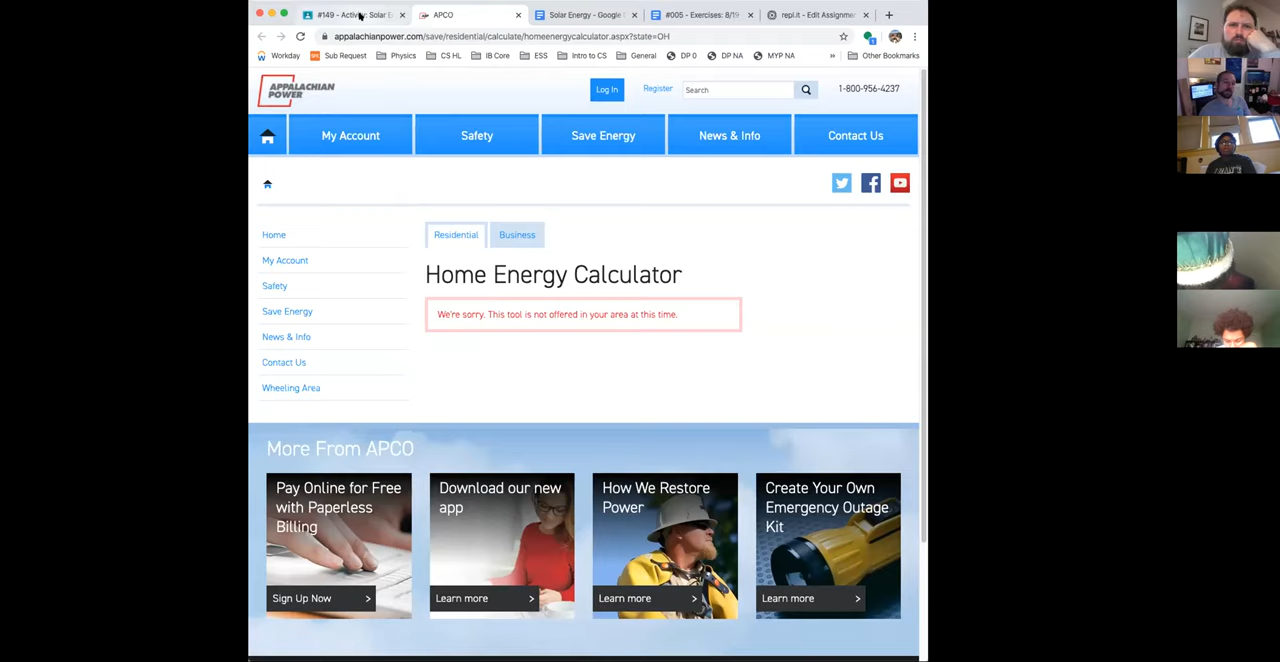 #149 - Activity: Solar E
APCO
Solar Energy - Google D
#005 - Exercises: 8/19
repl.it - Edit Assignme
appalachianpower.com/save/residential/calculate/homeenergycalculator.aspx?state=OH
Workday
Sub Request
Physics
CS HL
IB Core
ESS
Intro to CS
General
DP 0
DP NA
MYP NA
»
Other Bookmarks
APPALACHIAN
POWER
Log In
Register
Search
1-800-956-4237
My Account
Safety
Save Energy
News & Info
Contact Us
Home
My Account
Safety
Save Energy
News & Info
Contact Us
Wheeling Area
Residential
Business
Home Energy Calculator
We're sorry. This tool is not offered in your area at this time.
More From APCO
Pay Online for Free
with Paperless
Billing
Sign Up Now >
Download our new
app
Learn more >
How We Restore
Power
Learn more >
Create Your Own
Emergency Outage
Kit
Learn more >